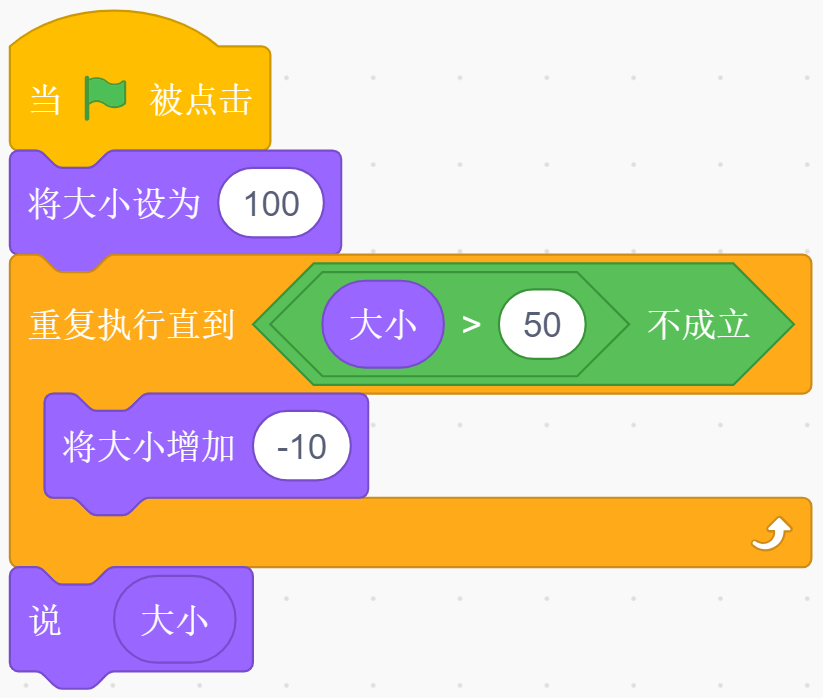 当 被点击
将大小设为 100
重复执行直到 大小 > 50 不成立
将大小增加 -10
说 大小